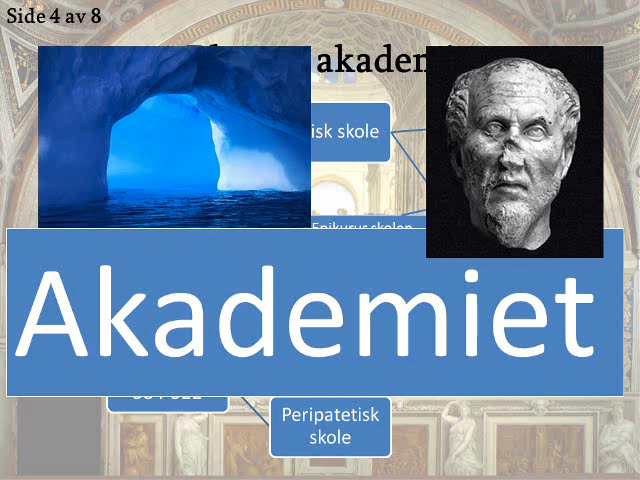 Side 4 av 8
akadem
isk skole
Epikurus skolen
Akademiet
Peripatetisk
skole